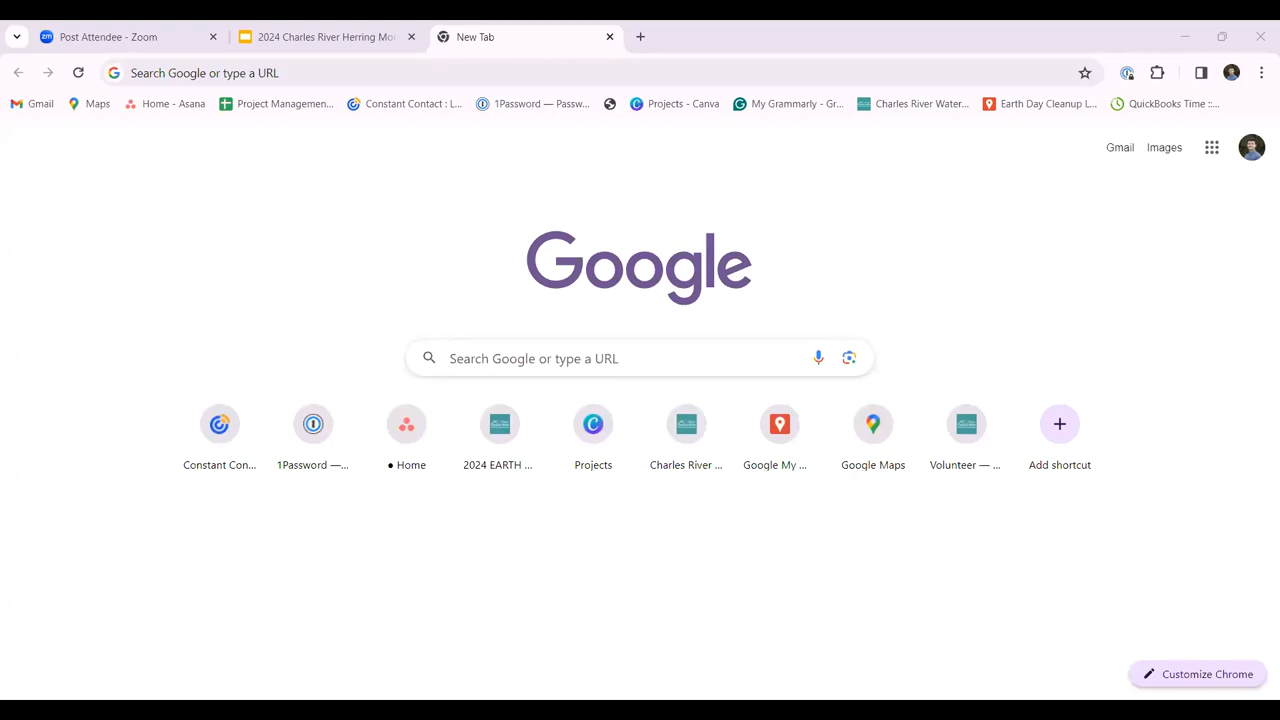 zm Post Attendee - Zoom 2024 Charles River Herring Mo New Tab
Search Google or type a URL
Gmail Maps Home - Asana Project Managemen... Constant Contact : L... 1Password — Passw... Projects - Canva My Grammarly - Gr... Charles River Water... Earth Day Cleanup L... QuickBooks Time ::...
Gmail Images
Google
Search Google or type a URL
Constant Con... 1Password —... ● Home 2024 EARTH ... Projects Charles River ... Google My ... Google Maps Volunteer — ... Add shortcut
Customize Chrome